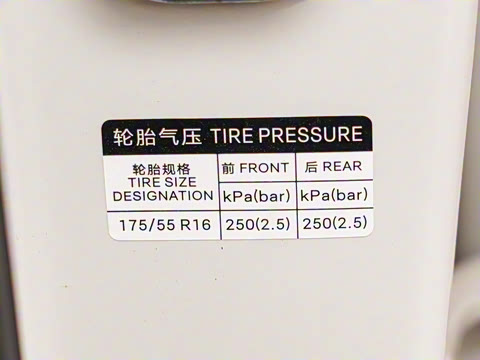 轮胎气压 TIRE PRESSURE
轮胎规格
TIRE SIZE
DESIGNATION
前 FRONT
后 REAR
kPa(bar)
kPa(bar)
175/55 R16
250(2.5)
250(2.5)